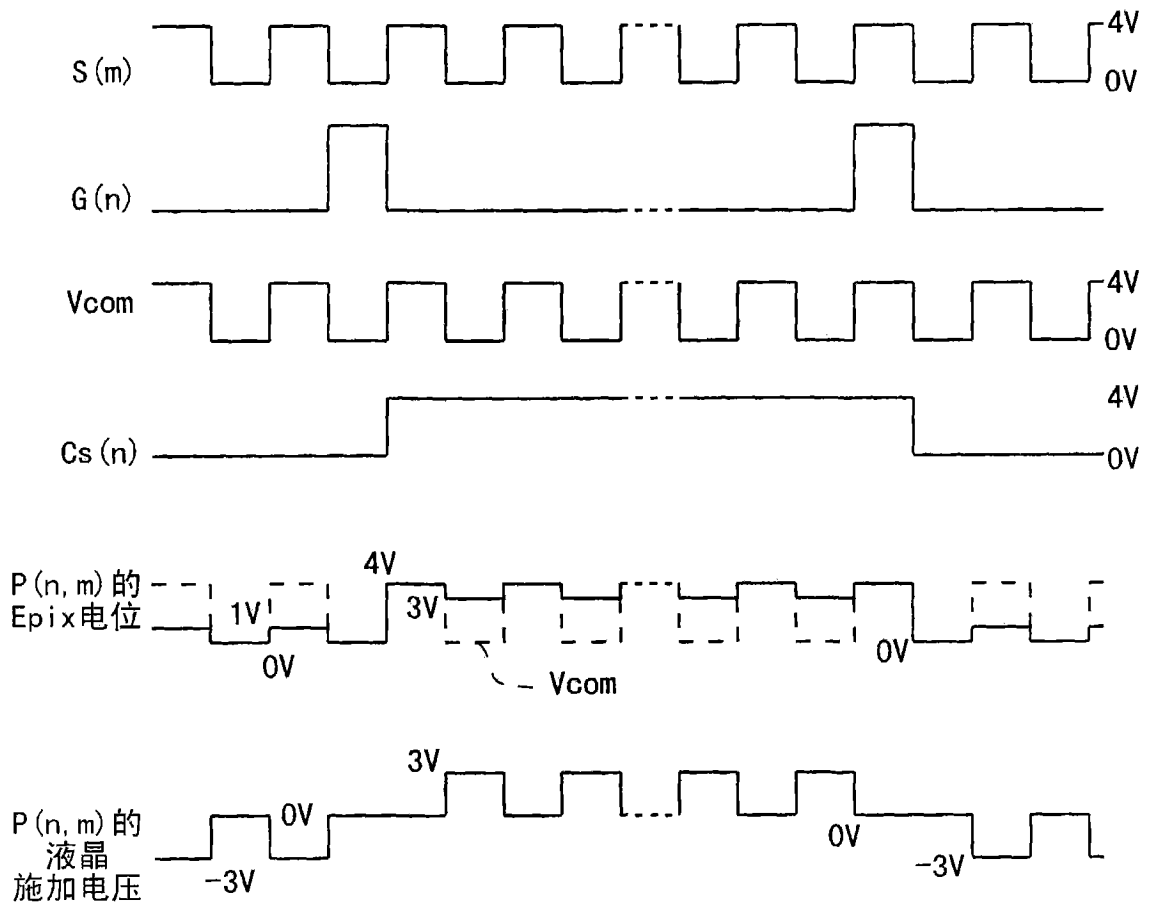 4V
S(m)
0V
G(n)
4V
Vcom
0V
4V
Cs(n)
0V
P(n,m)的
Epix电位
4V
1V
3V
0V
0V
Vcom
3V
P(n,m)的
液晶
施加电压
0V
0V
-3V
-3V